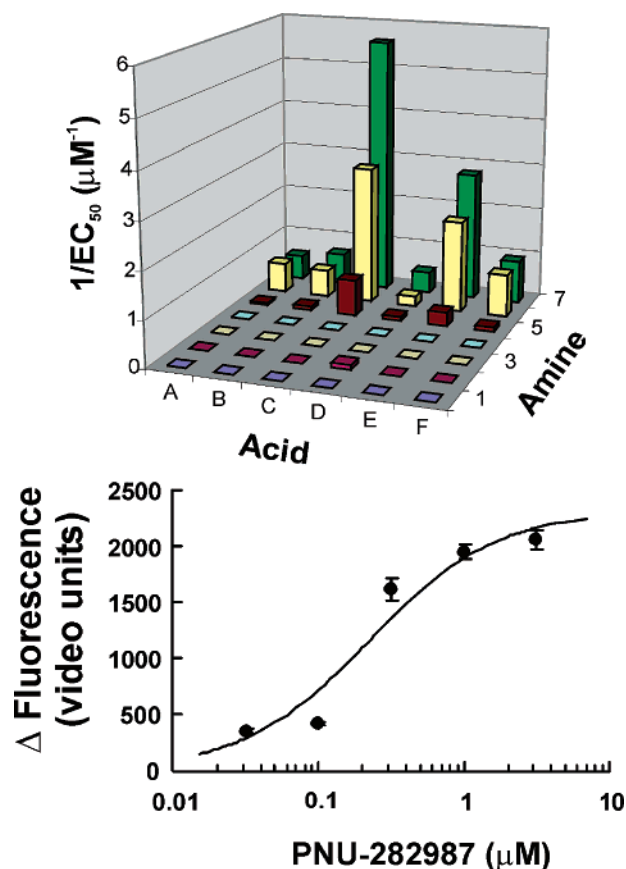 6
5
4
3
2
1
0
1/EC50 (μM-1)
A B C D E F
Acid
1 3 5 7
Amine
2500
2000
1500
1000
500
0
Δ Fluorescence
(video units)
0.01 0.1 1 10
PNU-282987 (μM)